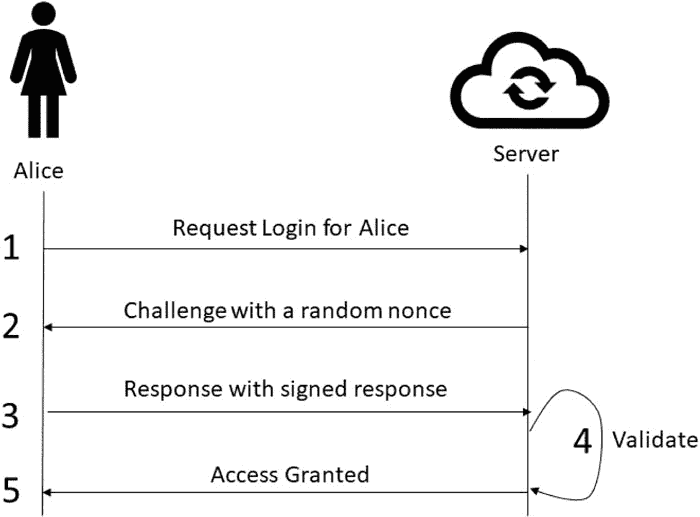 Alice
Server
1
Request Login for Alice
2
Challenge with a random nonce
3
Response with signed response
4
Validate
5
Access Granted